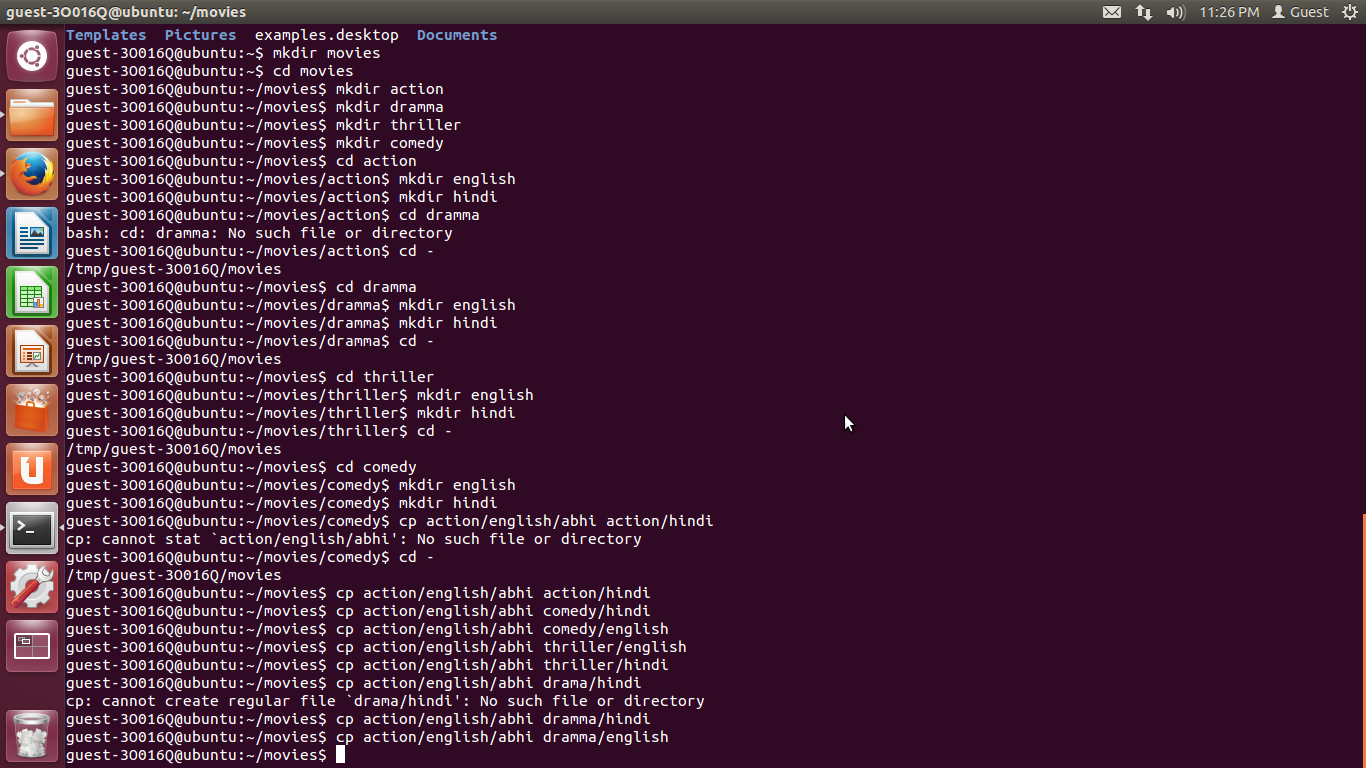 guest-3O016Q@ubuntu: ~/movies
11:26 PM
Guest
Templates  Pictures  examples.desktop  Documents
guest-3O016Q@ubuntu:~$ mkdir movies
guest-3O016Q@ubuntu:~$ cd movies
guest-3O016Q@ubuntu:~/movies$ mkdir action
guest-3O016Q@ubuntu:~/movies$ mkdir dramma
guest-3O016Q@ubuntu:~/movies$ mkdir thriller
guest-3O016Q@ubuntu:~/movies$ mkdir comedy
guest-3O016Q@ubuntu:~/movies$ cd action
guest-3O016Q@ubuntu:~/movies/action$ mkdir english
guest-3O016Q@ubuntu:~/movies/action$ mkdir hindi
guest-3O016Q@ubuntu:~/movies/action$ cd dramma
bash: cd: dramma: No such file or directory
guest-3O016Q@ubuntu:~/movies/action$ cd -
/tmp/guest-3O016Q/movies
guest-3O016Q@ubuntu:~/movies$ cd dramma
guest-3O016Q@ubuntu:~/movies/dramma$ mkdir english
guest-3O016Q@ubuntu:~/movies/dramma$ mkdir hindi
guest-3O016Q@ubuntu:~/movies/dramma$ cd -
/tmp/guest-3O016Q/movies
guest-3O016Q@ubuntu:~/movies$ cd thriller
guest-3O016Q@ubuntu:~/movies/thriller$ mkdir english
guest-3O016Q@ubuntu:~/movies/thriller$ mkdir hindi
guest-3O016Q@ubuntu:~/movies/thriller$ cd -
/tmp/guest-3O016Q/movies
guest-3O016Q@ubuntu:~/movies$ cd comedy
guest-3O016Q@ubuntu:~/movies/comedy$ mkdir english
guest-3O016Q@ubuntu:~/movies/comedy$ mkdir hindi
guest-3O016Q@ubuntu:~/movies/comedy$ cp action/english/abhi action/hindi
cp: cannot stat `action/english/abhi': No such file or directory
guest-3O016Q@ubuntu:~/movies/comedy$ cd -
/tmp/guest-3O016Q/movies
guest-3O016Q@ubuntu:~/movies$ cp action/english/abhi action/hindi
guest-3O016Q@ubuntu:~/movies$ cp action/english/abhi comedy/hindi
guest-3O016Q@ubuntu:~/movies$ cp action/english/abhi comedy/english
guest-3O016Q@ubuntu:~/movies$ cp action/english/abhi thriller/english
guest-3O016Q@ubuntu:~/movies$ cp action/english/abhi thriller/hindi
guest-3O016Q@ubuntu:~/movies$ cp action/english/abhi drama/hindi
cp: cannot create regular file `drama/hindi': No such file or directory
guest-3O016Q@ubuntu:~/movies$ cp action/english/abhi dramma/hindi
guest-3O016Q@ubuntu:~/movies$ cp action/english/abhi dramma/english
guest-3O016Q@ubuntu:~/movies$